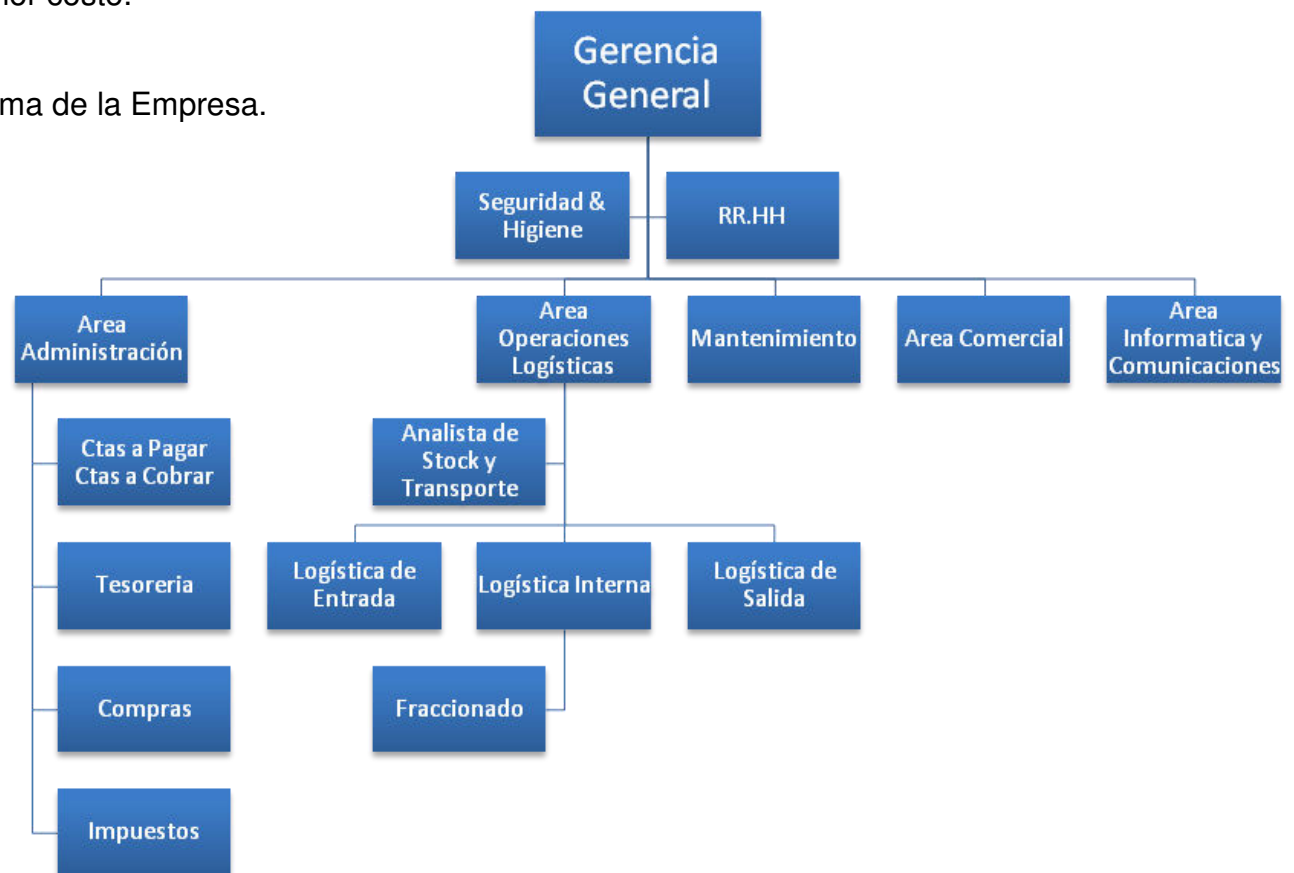 Gerencia
General
ma de la Empresa.
Seguridad &
Higiene
RR.HH
Area
Administración
Area
Operaciones
Logísticas
Mantenimiento
Area Comercial
Area
Informatica y
Comunicaciones
Ctas a Pagar
Ctas a Cobrar
Analista de
Stock y
Transporte
Tesoreria
Logística de
Entrada
Logística Interna
Logística de
Salida
Compras
Fraccionado
Impuestos